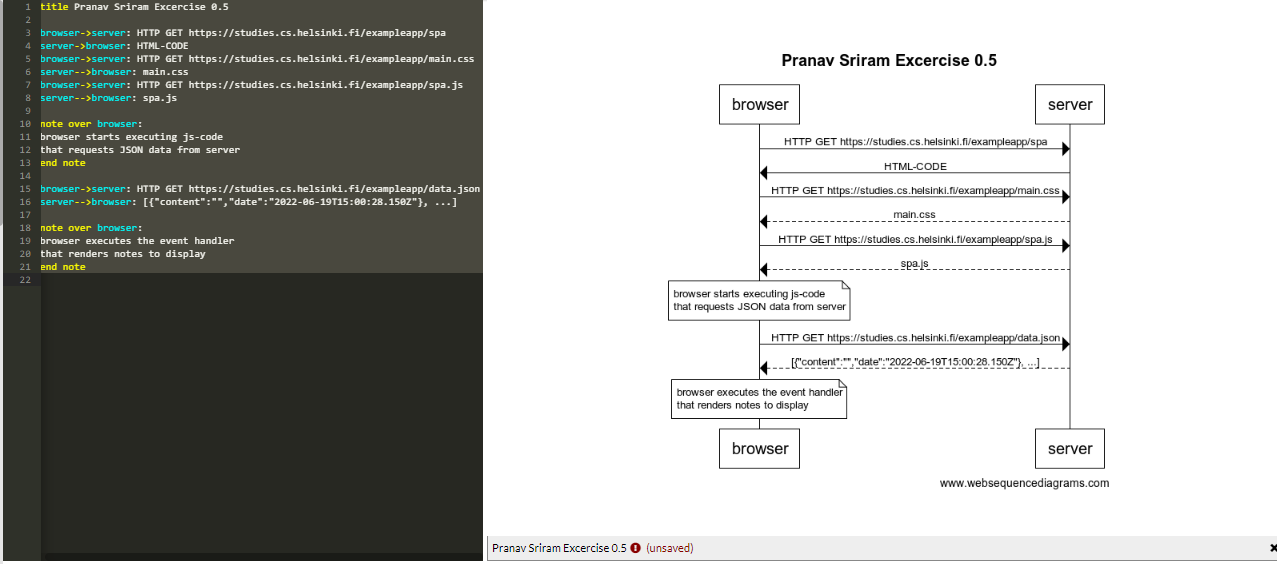 1 title Pranav Sriram Excercise 0.5
2
3 browser->server: HTTP GET https://studies.cs.helsinki.fi/exampleapp/spa
4 server->browser: HTML-CODE
5 browser->server: HTTP GET https://studies.cs.helsinki.fi/exampleapp/main.css
6 server-->browser: main.css
7 browser->server: HTTP GET https://studies.cs.helsinki.fi/exampleapp/spa.js
8 server-->browser: spa.js
9
10 note over browser:
11 browser starts executing js-code
12 that requests JSON data from server
13 end note
14
15 browser->server: HTTP GET https://studies.cs.helsinki.fi/exampleapp/data.json
16 server-->browser: [{"content":"","date":"2022-06-19T15:00:28.150Z"}, ...]
17
18 note over browser:
19 browser executes the event handler
20 that renders notes to display
21 end note
22
Pranav Sriram Excercise 0.5
browser server
HTTP GET https://studies.cs.helsinki.fi/exampleapp/spa
HTML-CODE
HTTP GET https://studies.cs.helsinki.fi/exampleapp/main.css
main.css
HTTP GET https://studies.cs.helsinki.fi/exampleapp/spa.js
spa.js
browser starts executing js-code
that requests JSON data from server
HTTP GET https://studies.cs.helsinki.fi/exampleapp/data.json
[{"content":"","date":"2022-06-19T15:00:28.150Z"}, ...]
browser executes the event handler
that renders notes to display
browser server
www.websequencediagrams.com
Pranav Sriram Excercise 0.5 (unsaved)